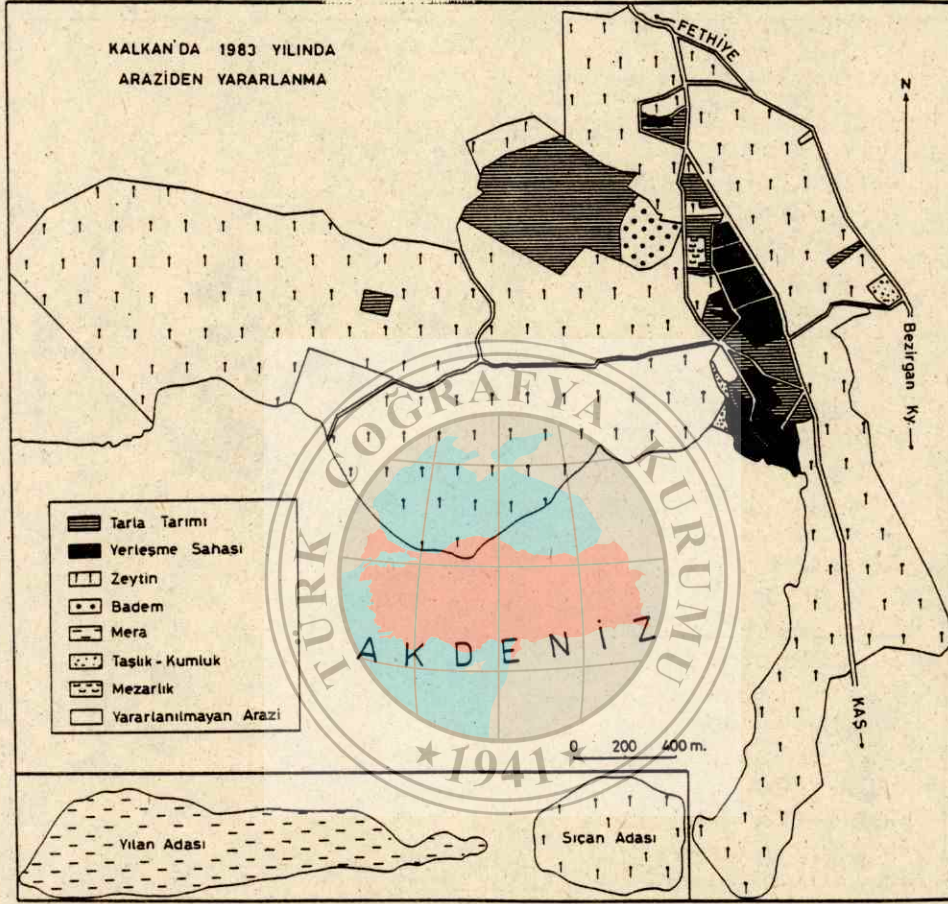 KALKAN'DA 1983 YILINDA
ARAZİDEN YARARLANMA
FETHİYE
N
Bezirgan Ky.
Tarla Tarımı
Yerleşme Sahası
Zeytin
Badem
Mera
Taşlık - Kumluk
Mezarlık
Yararlanılmayan Arazi
AKDENİZ
KAŞ
0 200 400 m.
Yılan Adası
Sıçan Adası
TÜRK COĞRAFYA KURUMU
★ 1941 ★